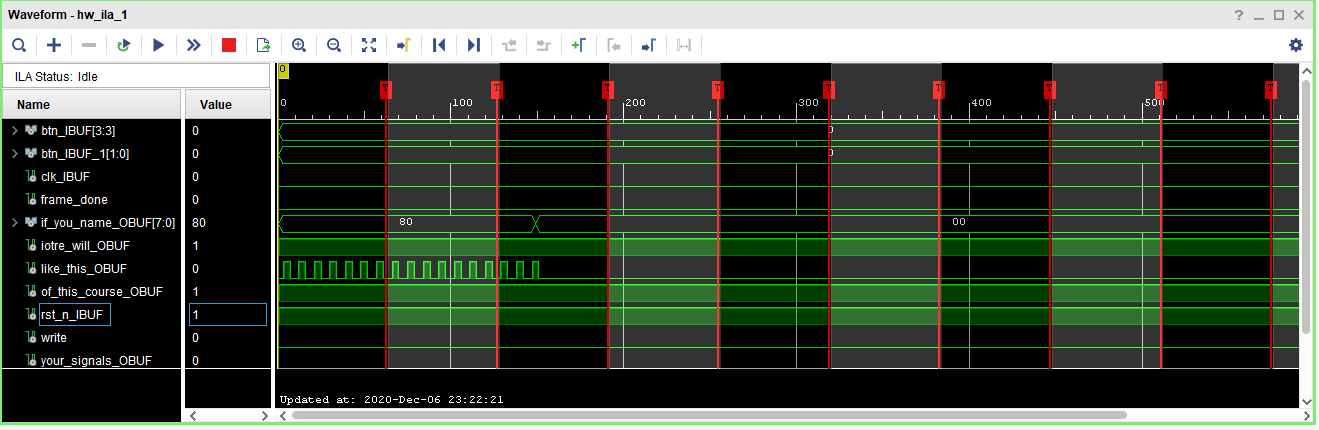 Waveform - hw_ila_1
ILA Status: Idle
Name Value
0
T T T T T T T T T
0 100 200 300 400 500
btn_IBUF[3:3] 0 0
btn_IBUF_1[1:0] 0 0
clk_IBUF 0
frame_done 0
if_you_name_OBUF[7:0] 80 80 00
iotre_will_OBUF 1
like_this_OBUF 0
of_this_course_OBUF 1
rst_n_IBUF 1
write 0
your_signals_OBUF 0
Updated at: 2020-Dec-06 23:22:21